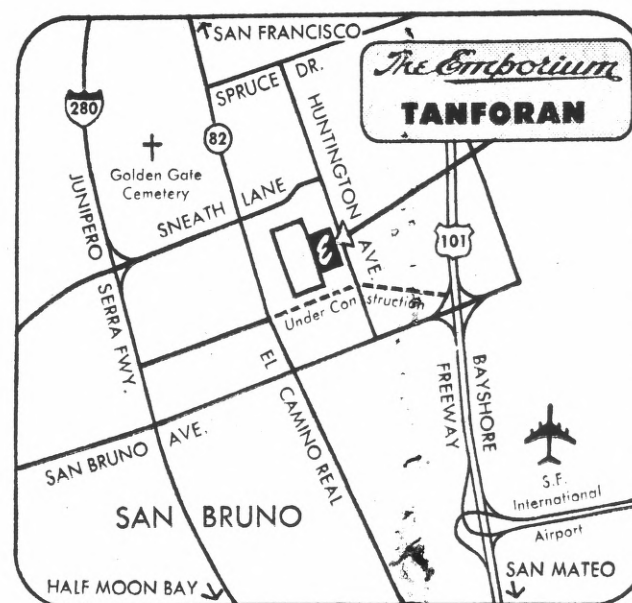 SAN FRANCISCO
The Emporium
TANFORAN
280
SPRUCE DR.
82
HUNTINGTON AVE.
Golden Gate
Cemetery
JUNIPERO SERRA FWY.
SNEATH LANE
E
101
Under Construction
EL CAMINO REAL
BAYSHORE
FREEWAY
SAN BRUNO AVE.
S.F.
International
Airport
SAN BRUNO
SAN MATEO
HALF MOON BAY